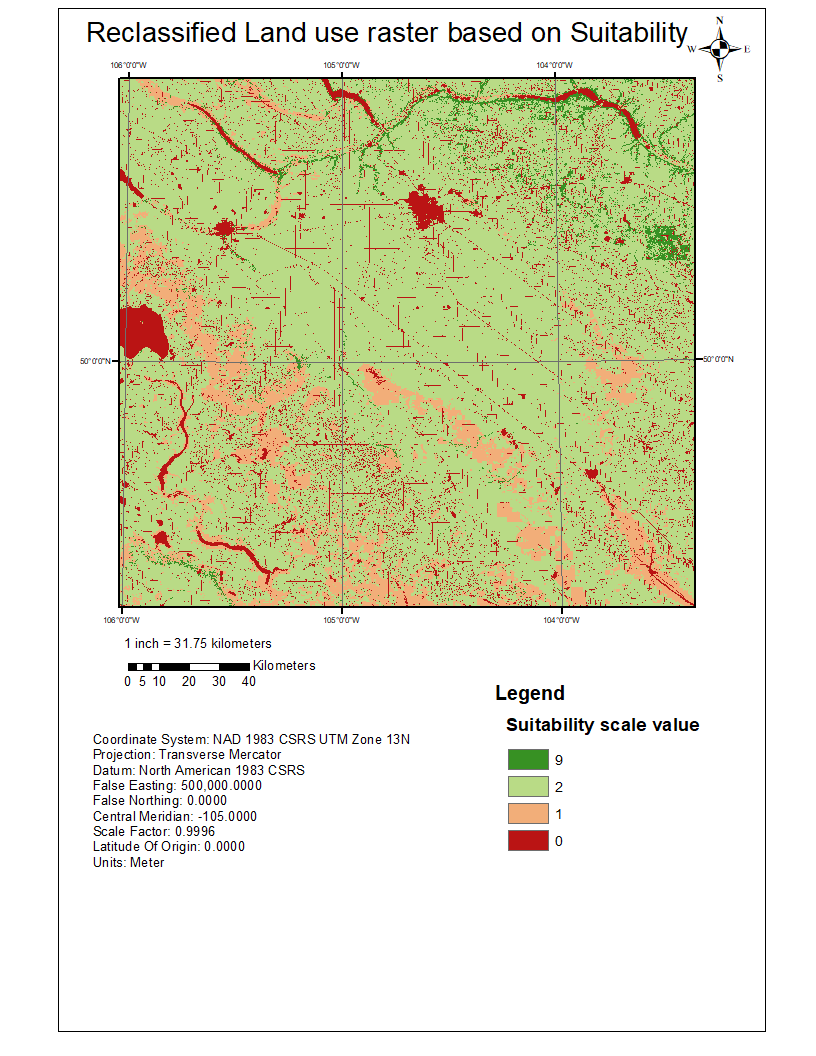 Reclassified Land use raster based on Suitability
N
W E
S
106°0'0"W 105°0'0"W 104°0'0"W
50°0'0"N 50°0'0"N
106°0'0"W 105°0'0"W 104°0'0"W
1 inch = 31.75 kilometers
Kilometers
0 5 10 20 30 40
Legend
Suitability scale value
9
2
1
0
Coordinate System: NAD 1983 CSRS UTM Zone 13N
Projection: Transverse Mercator
Datum: North American 1983 CSRS
False Easting: 500,000.0000
False Northing: 0.0000
Central Meridian: -105.0000
Scale Factor: 0.9996
Latitude Of Origin: 0.0000
Units: Meter